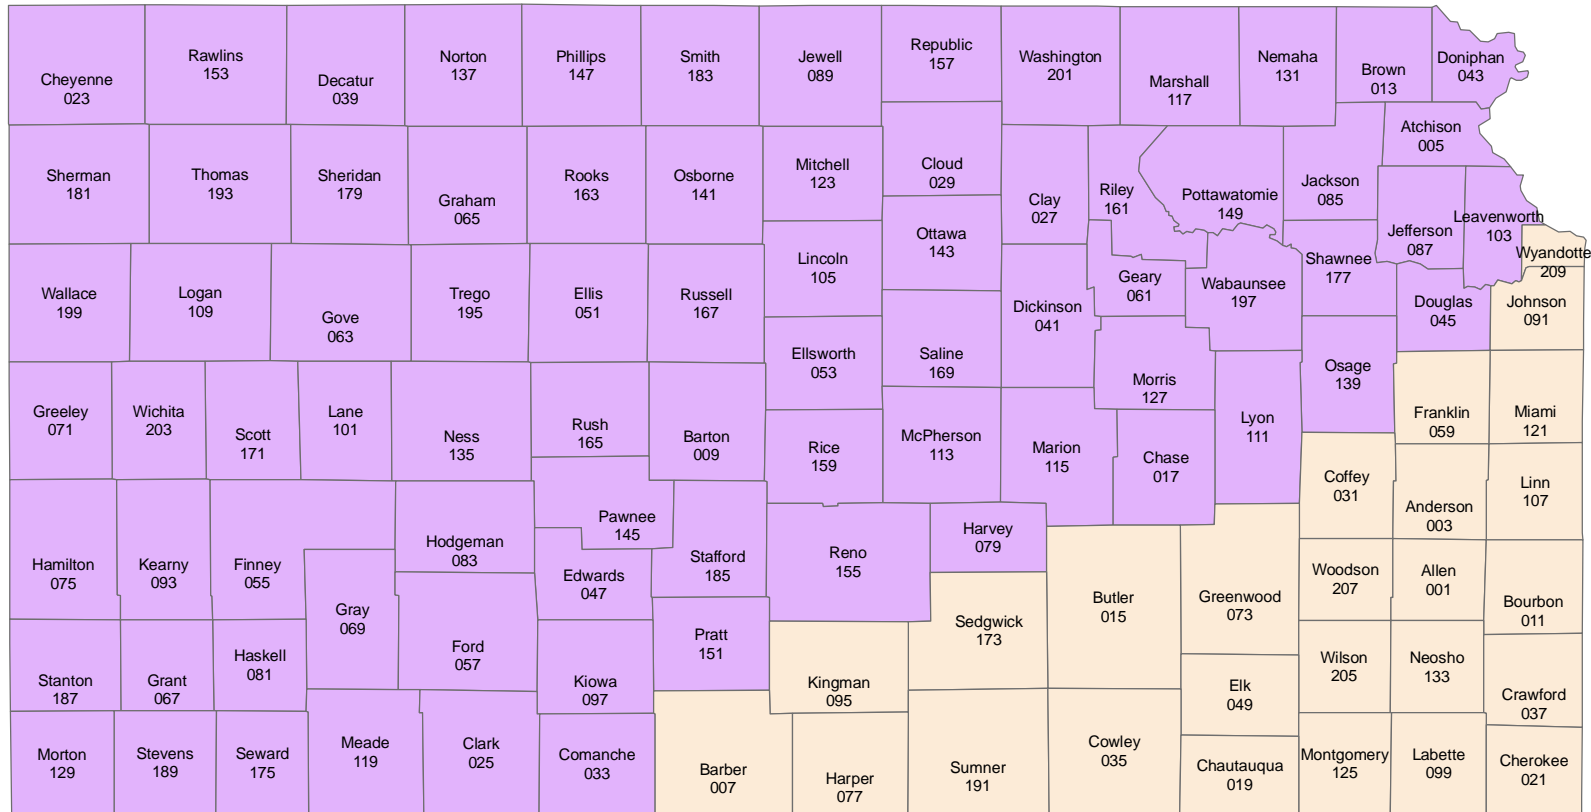 Cheyenne
023
Rawlins
153
Decatur
039
Norton
137
Phillips
147
Smith
183
Jewell
089
Republic
157
Washington
201
Marshall
117
Nemaha
131
Brown
013
Doniphan
043
Sherman
181
Thomas
193
Sheridan
179
Graham
065
Rooks
163
Osborne
141
Mitchell
123
Cloud
029
Clay
027
Riley
161
Pottawatomie
149
Jackson
085
Atchison
005
Jefferson
087
Leavenworth
103
Wyandotte
209
Wallace
199
Logan
109
Gove
063
Trego
195
Ellis
051
Russell
167
Lincoln
105
Ottawa
143
Dickinson
041
Geary
061
Wabaunsee
197
Shawnee
177
Douglas
045
Johnson
091
Greeley
071
Wichita
203
Scott
171
Lane
101
Ness
135
Rush
165
Barton
009
Ellsworth
053
Saline
169
Morris
127
Lyon
111
Osage
139
Franklin
059
Miami
121
Rice
159
McPherson
113
Marion
115
Chase
017
Coffey
031
Anderson
003
Linn
107
Hamilton
075
Kearny
093
Finney
055
Hodgeman
083
Pawnee
145
Edwards
047
Stafford
185
Reno
155
Harvey
079
Butler
015
Greenwood
073
Woodson
207
Allen
001
Bourbon
011
Gray
069
Ford
057
Pratt
151
Sedgwick
173
Stanton
187
Grant
067
Haskell
081
Kiowa
097
Kingman
095
Elk
049
Wilson
205
Neosho
133
Crawford
037
Morton
129
Stevens
189
Seward
175
Meade
119
Clark
025
Comanche
033
Barber
007
Harper
077
Sumner
191
Cowley
035
Chautauqua
019
Montgomery
125
Labette
099
Cherokee
021